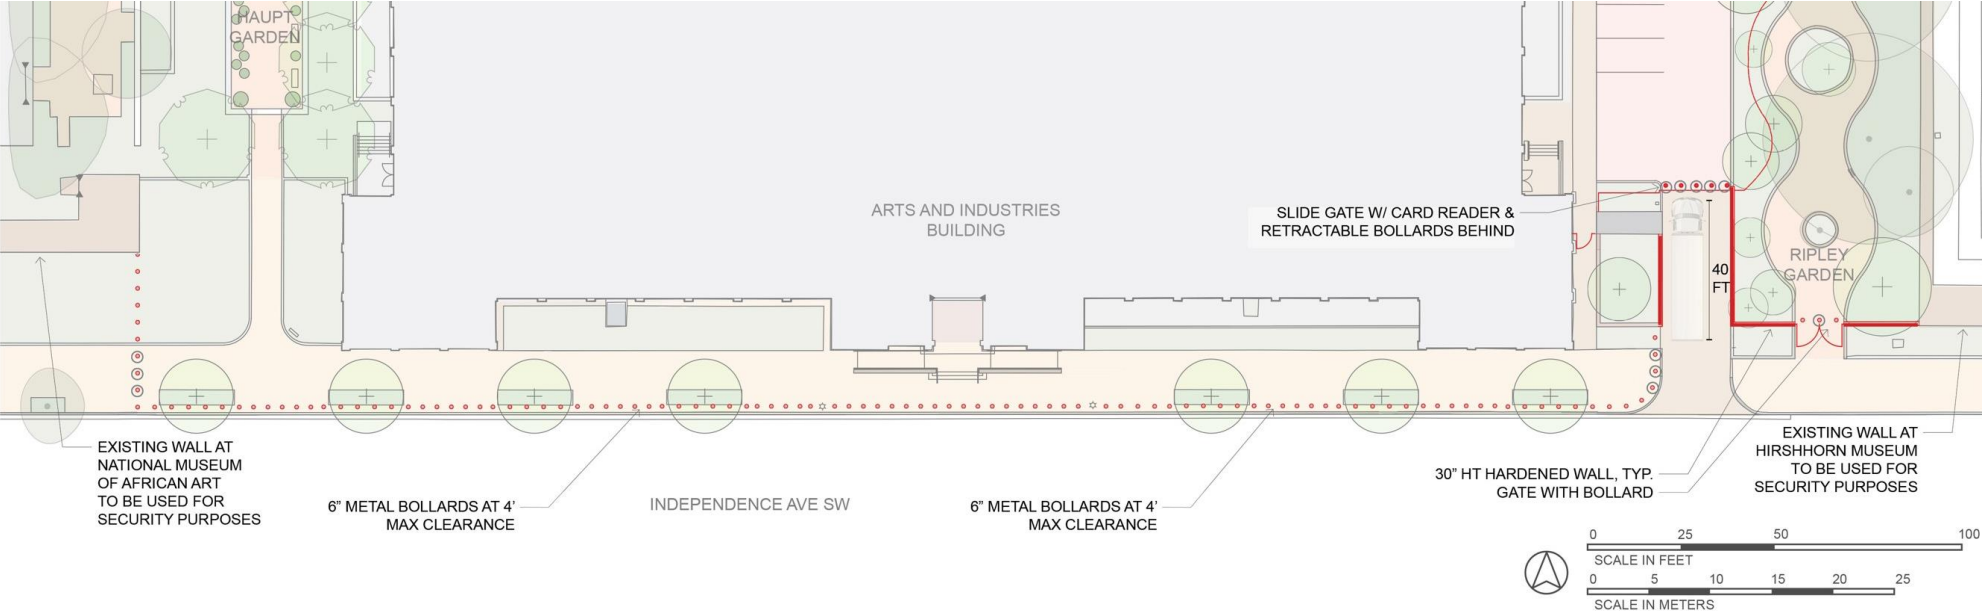 HAUPT
GARDEN
ARTS AND INDUSTRIES
BUILDING
SLIDE GATE W/ CARD READER &
RETRACTABLE BOLLARDS BEHIND
40
FT
RIPLEY
GARDEN
EXISTING WALL AT
NATIONAL MUSEUM
OF AFRICAN ART
TO BE USED FOR
SECURITY PURPOSES
6” METAL BOLLARDS AT 4’
MAX CLEARANCE
INDEPENDENCE AVE SW
6” METAL BOLLARDS AT 4’
MAX CLEARANCE
30” HT HARDENED WALL, TYP.
GATE WITH BOLLARD
EXISTING WALL AT
HIRSHHORN MUSEUM
TO BE USED FOR
SECURITY PURPOSES
0 25 50 100
SCALE IN FEET
0 5 10 15 20 25
SCALE IN METERS